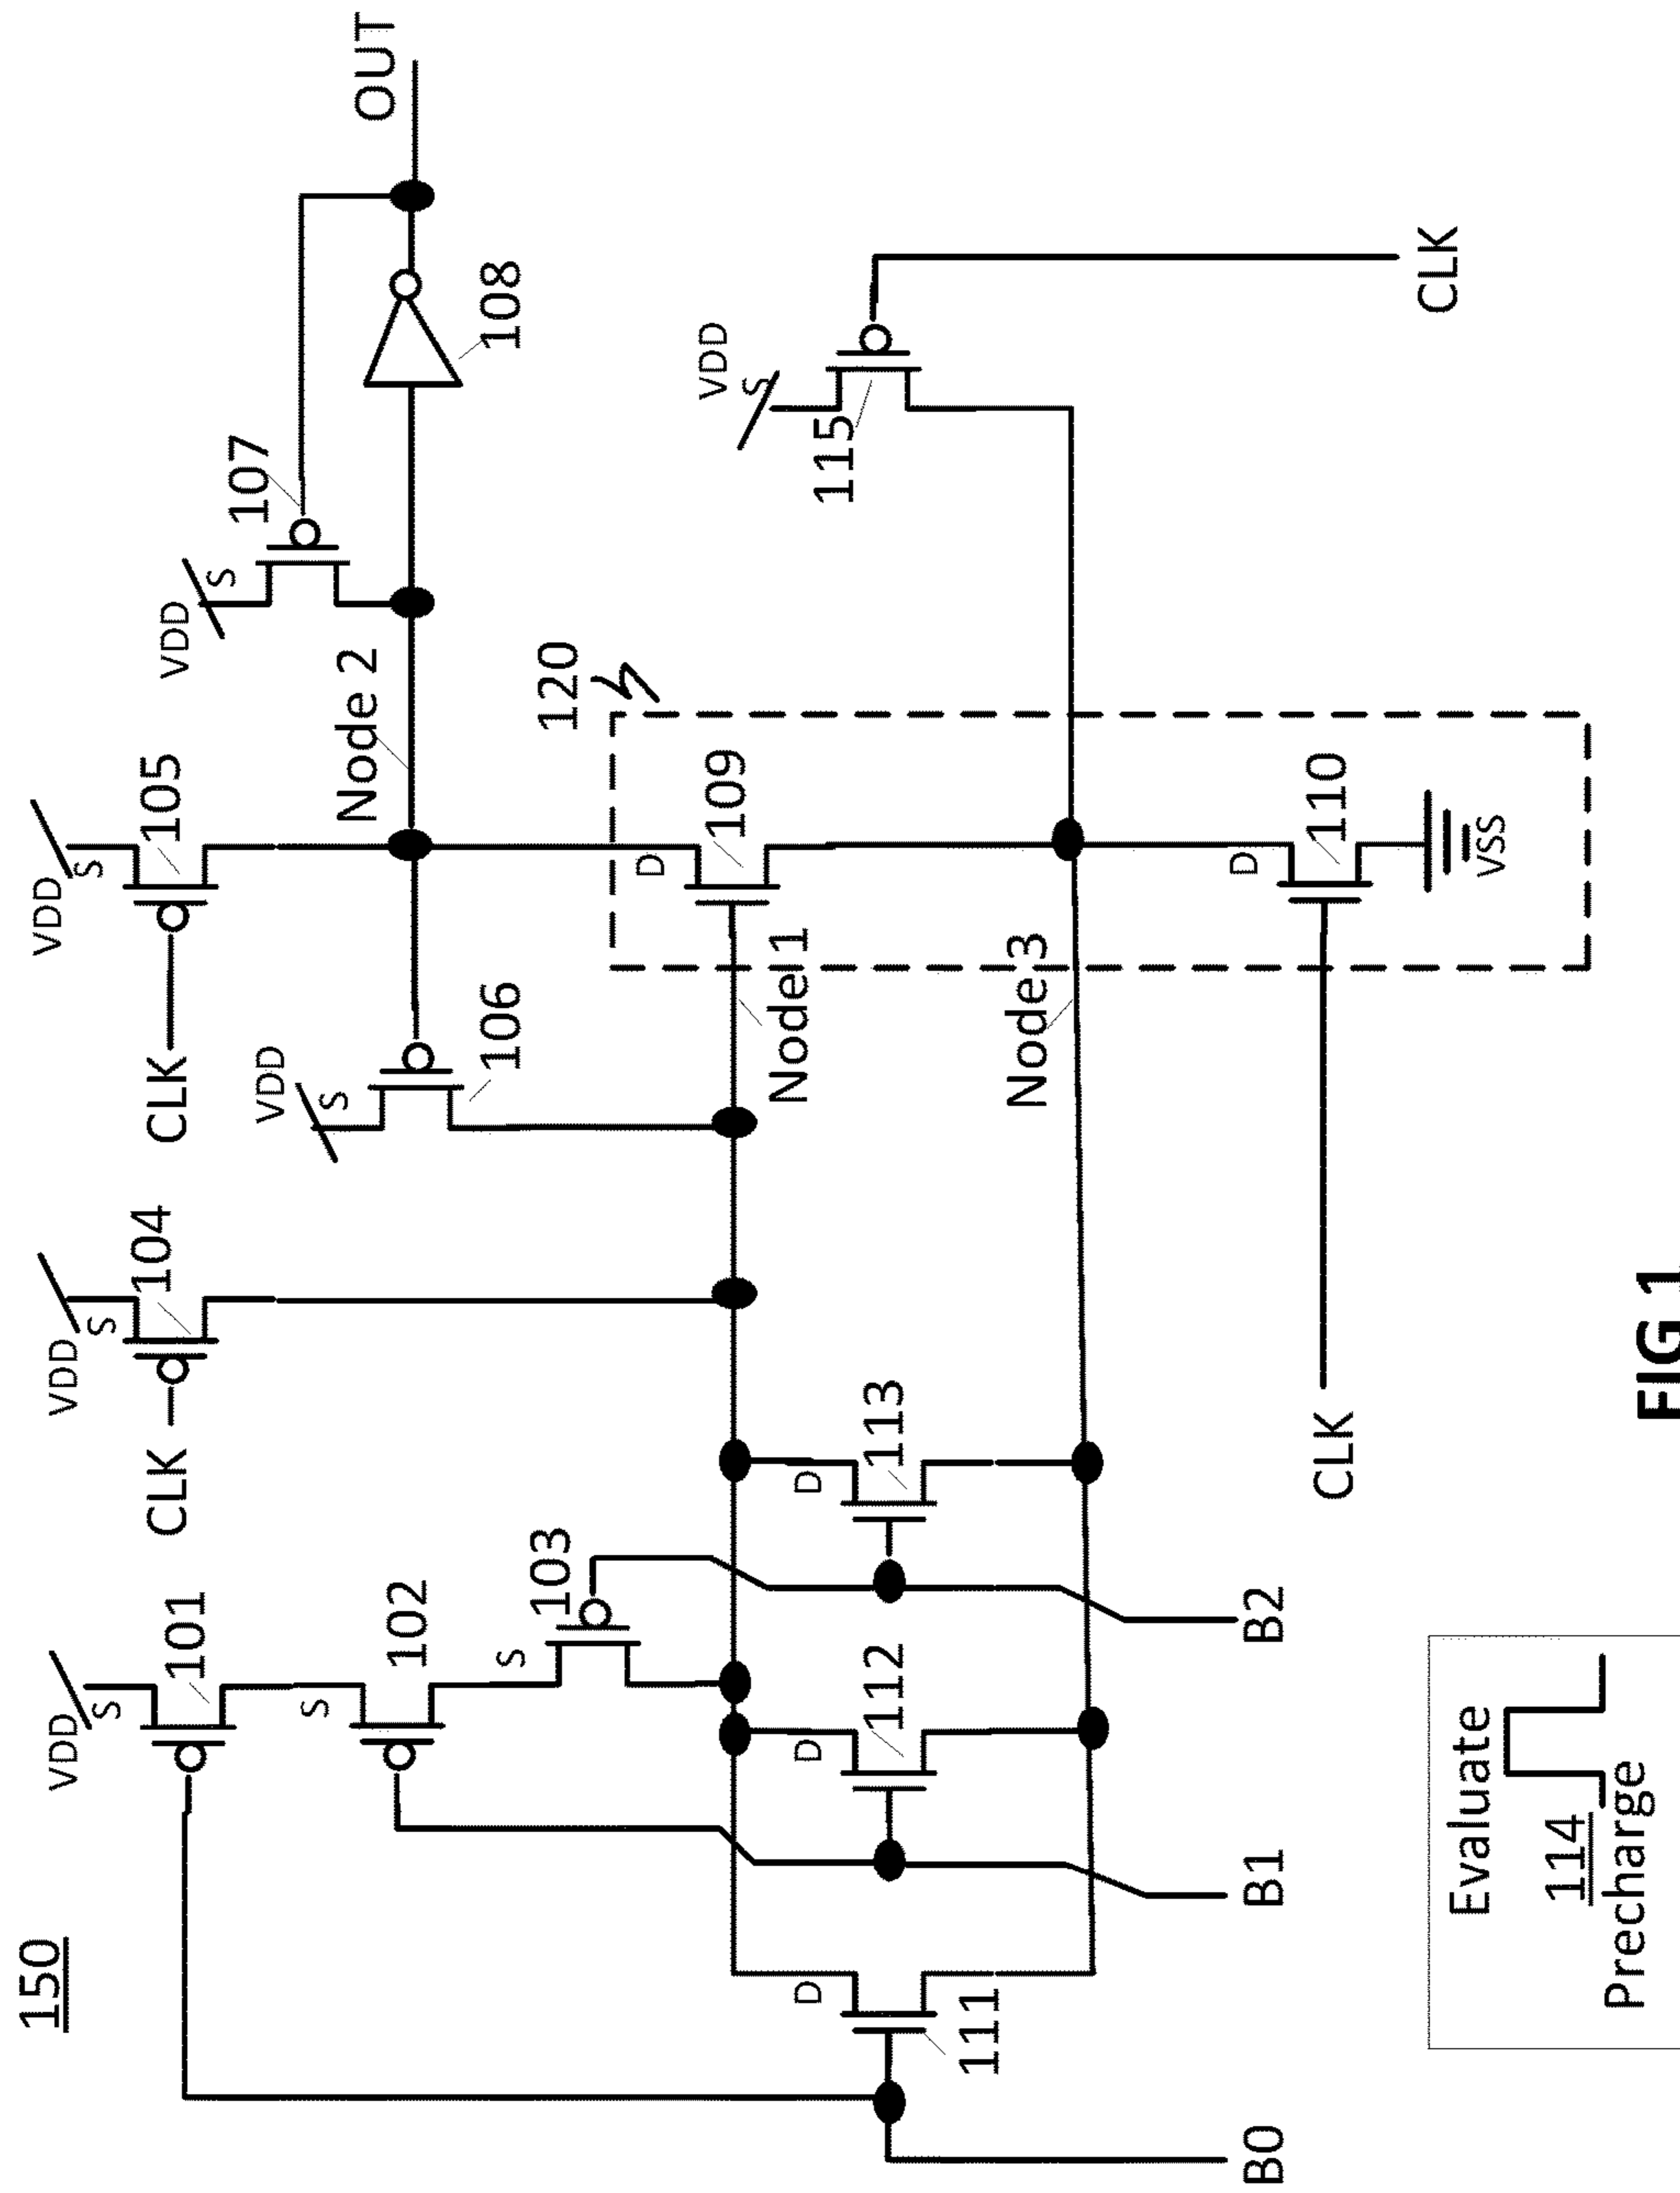 150
VDD
S
101
S
102
S
103
VDD
S
104
CLK
VDD
S
105
CLK
VDD
S
106
VDD
S
107
Node 2
108
OUT
120
D
109
Node 1
Node 3
D
110
VSS
CLK
VDD
S
115
CLK
D
111
D
112
D
113
B0
B1
B2
Evaluate
114
Precharge
FIG 1